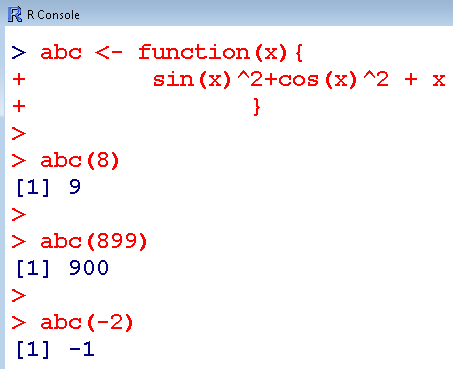 R Console
> abc <- function(x){
+         sin(x)^2+cos(x)^2 + x
+                }
>
> abc(8)
[1] 9
>
> abc(899)
[1] 900
>
> abc(-2)
[1] -1